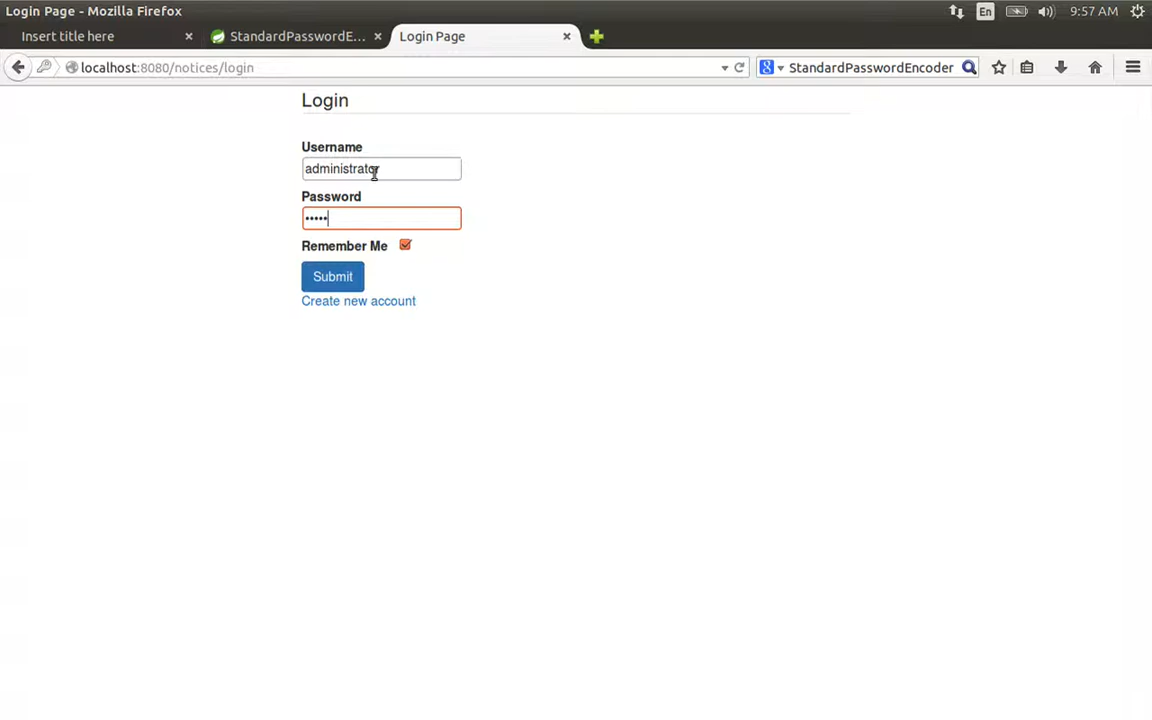 Login Page - Mozilla Firefox
En
9:57 AM
Insert title here
StandardPasswordE...
Login Page
localhost:8080/notices/login
StandardPasswordEncoder
Login
Username
administrator
Password
•••••
Remember Me
Submit
Create new account